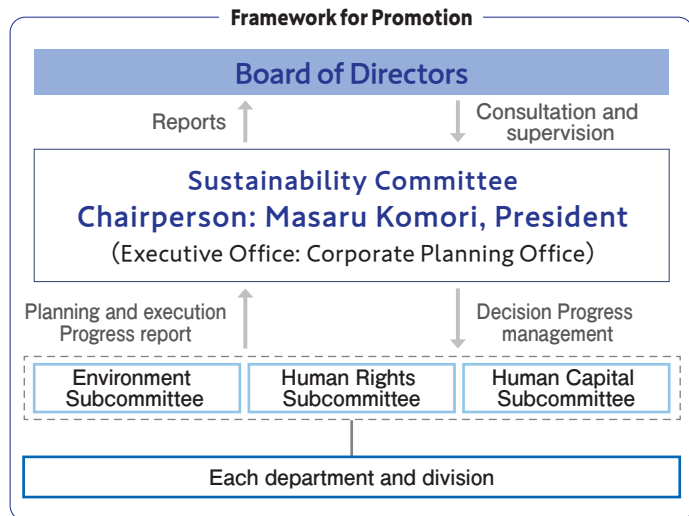 Framework for Promotion
Board of Directors
Reports
Consultation and
supervision
Sustainability Committee
Chairperson: Masaru Komori, President
(Executive Office: Corporate Planning Office)
Planning and execution
Progress report
Decision Progress
management
Environment
Subcommittee
Human Rights
Subcommittee
Human Capital
Subcommittee
Each department and division